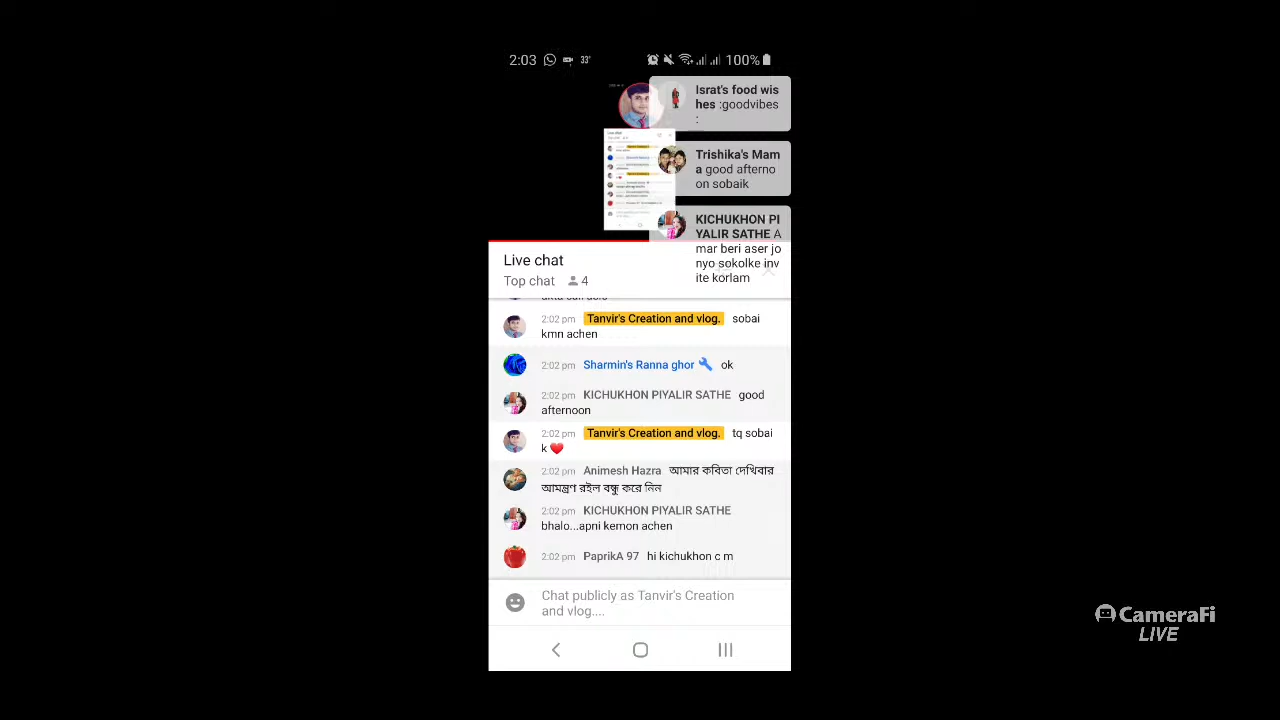 2:03 33° 100%
Israt's food wis
hes :goodvibes
:
Trishika's Mam
a good afterno
on sobaik
KICHUKHON PI
YALIR SATHE A
mar beri aser jo
nyo sokolke inv
ite korlam
Live chat
Top chat 4
2:02 pm Tanvir's Creation and vlog. sobai
kmn achen
2:02 pm Sharmin's Ranna ghor ok
2:02 pm KICHUKHON PIYALIR SATHE good
afternoon
2:02 pm Tanvir's Creation and vlog. tq sobai
k ❤️
2:02 pm Animesh Hazra আমার কবিতা দেখিবার
আমন্ত্রণ রইল বন্ধু করে নিন
2:02 pm KICHUKHON PIYALIR SATHE
bhalo...apni kemon achen
2:02 pm PaprikA 97 hi kichukhon c m
Chat publicly as Tanvir's Creation
and vlog....
CameraFi
LIVE